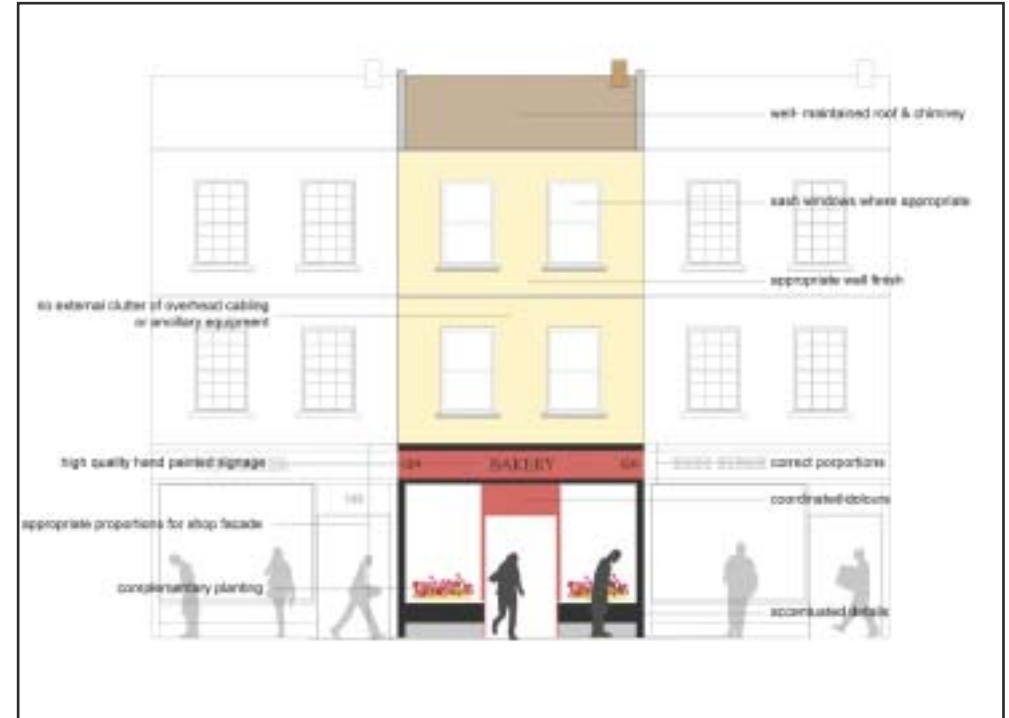 well- maintained roof & chimney
sash windows where appropriate
appropriate wall finish
no external clutter of overhead cabling
or ancillary equipment
high quality hand painted signage
BAKERY
correct porportions
coordinated colours
appropriate proportions for shop facade
complementary planting
accentuated details